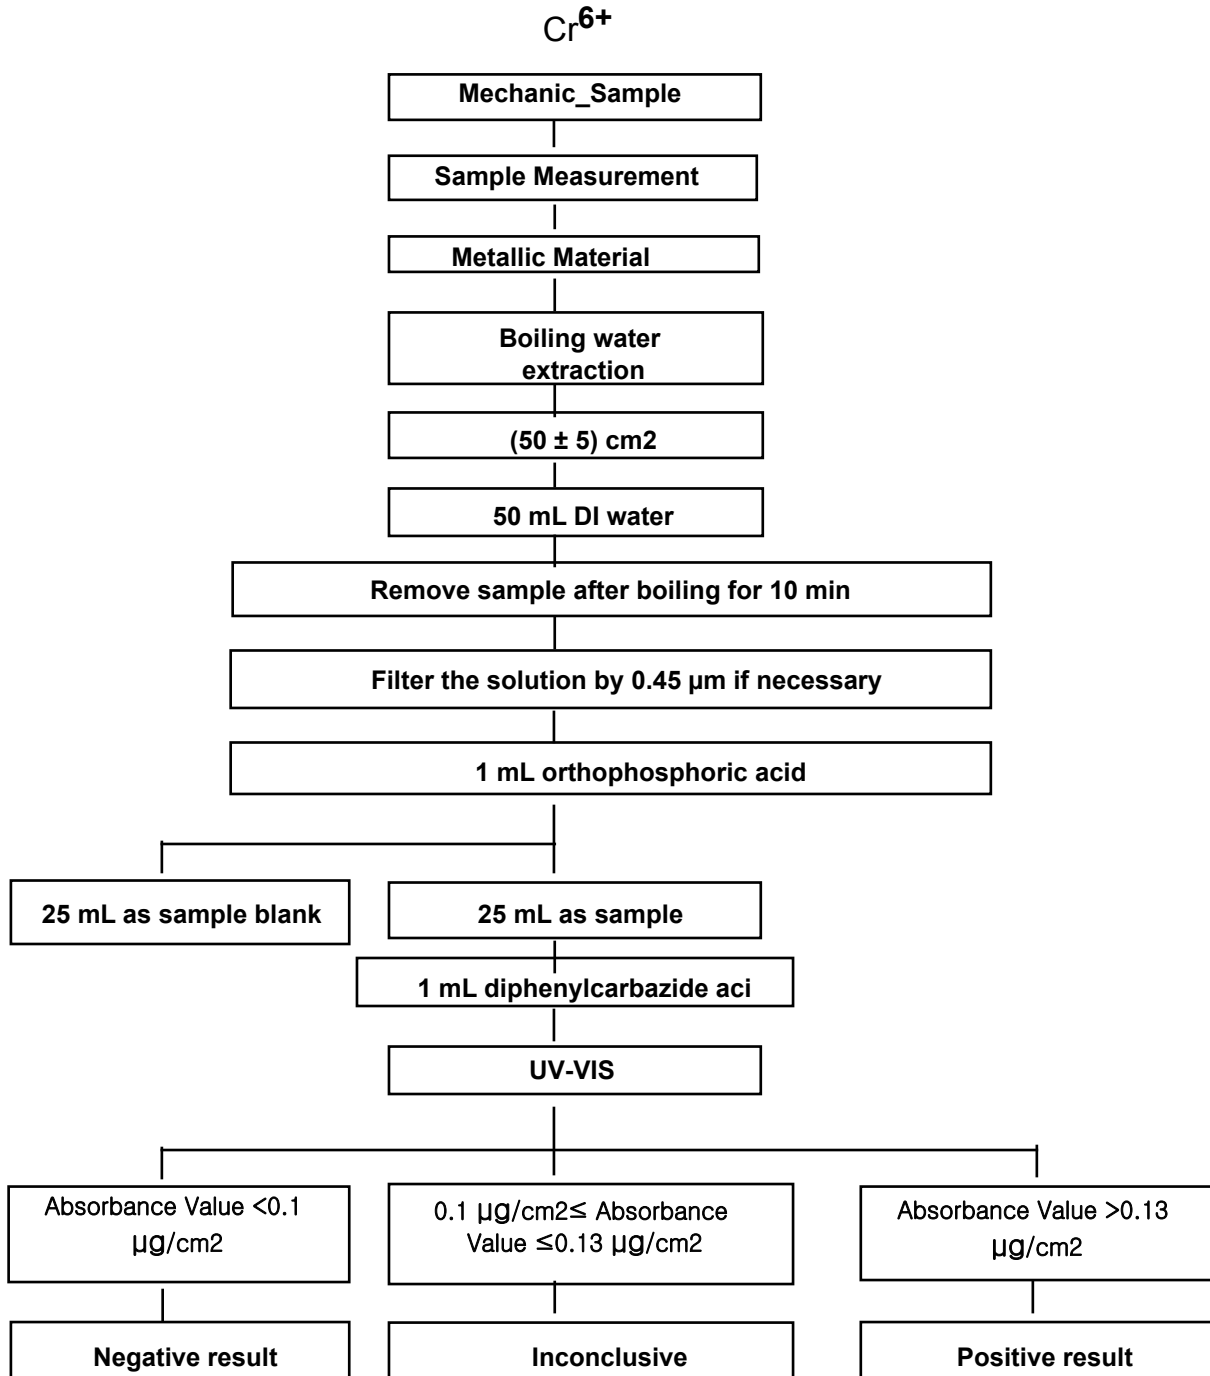 Cr6+
Mechanic_Sample
Sample Measurement
Metallic Material
Boiling water
extraction
(50 ± 5) cm2
50 mL DI water
Remove sample after boiling for 10 min
Filter the solution by 0.45 µm if necessary
1 mL orthophosphoric acid
25 mL as sample blank
25 mL as sample
1 mL diphenylcarbazide aci
UV-VIS
Absorbance Value <0.1
µg/cm2
0.1 µg/cm2≤ Absorbance
Value ≤0.13 µg/cm2
Absorbance Value >0.13
µg/cm2
Negative result
Inconclusive
Positive result